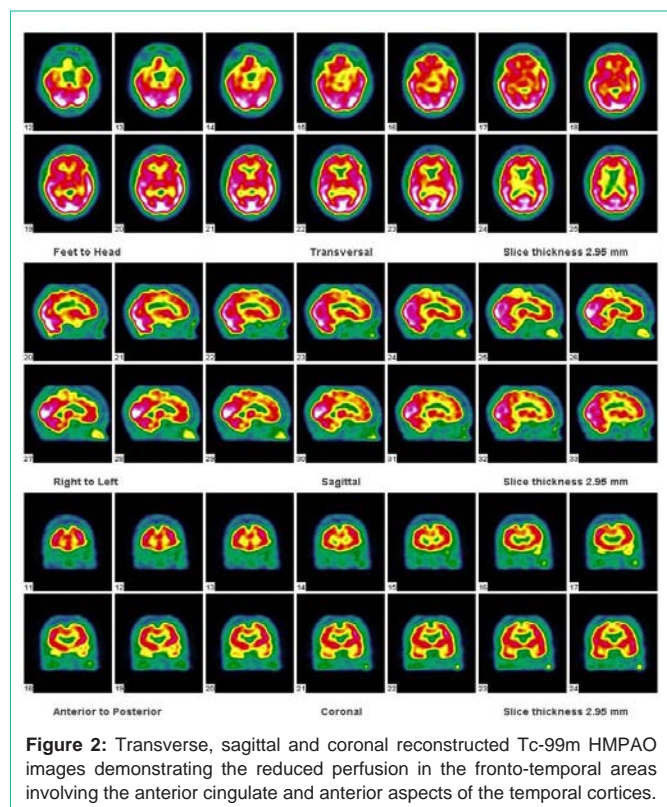 12 13 14 15 16 17 18
19 20 21 22 23 24 25
Feet to Head Transversal Slice thickness 2.95 mm
20 21 22 23 24 25 26
27 28 29 30 31 32 33
Right to Left Sagittal Slice thickness 2.95 mm
11 12 13 14 15 16 17
18 19 20 21 22 23 24
Anterior to Posterior Coronal Slice thickness 2.95 mm
Figure 2: Transverse, sagittal and coronal reconstructed Tc-99m HMPAO
images demonstrating the reduced perfusion in the fronto-temporal areas
involving the anterior cingulate and anterior aspects of the temporal cortices.